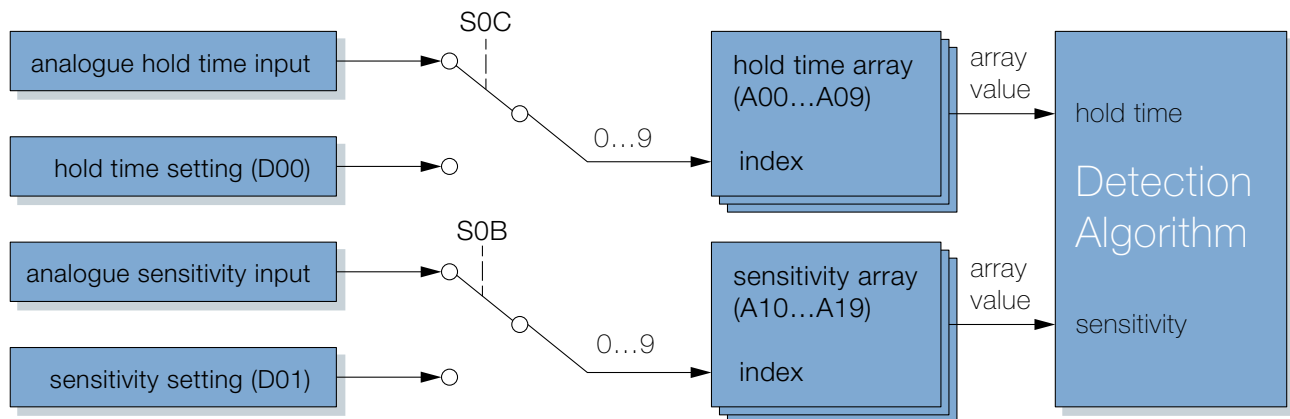 analogue hold time input
hold time setting (D00)
analogue sensitivity input
sensitivity setting (D01)
S0C
S0B
0…9
0…9
hold time array
(A00…A09)
index
sensitivity array
(A10…A19)
index
array
value
array
value
hold time
Detection
Algorithm
sensitivity